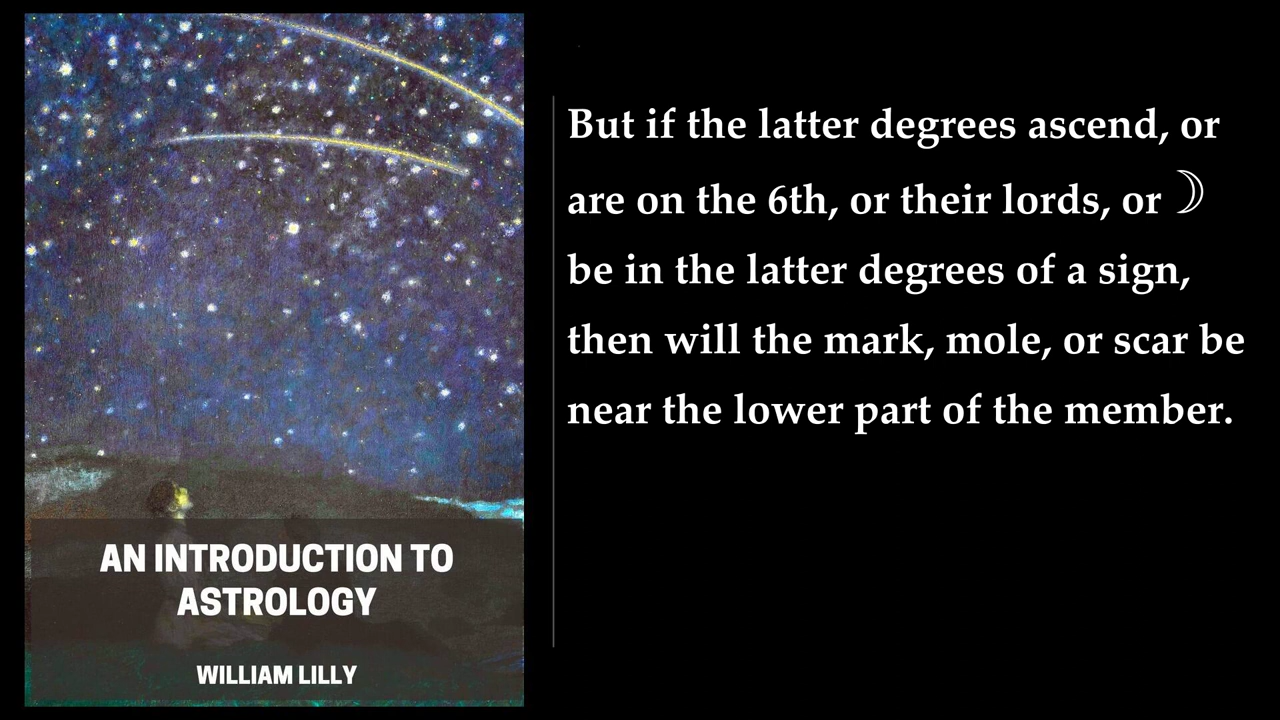 AN INTRODUCTION TO
ASTROLOGY
WILLIAM LILLY
But if the latter degrees ascend, or
are on the 6th, or their lords, or ☽
be in the latter degrees of a sign,
then will the mark, mole, or scar be
near the lower part of the member.